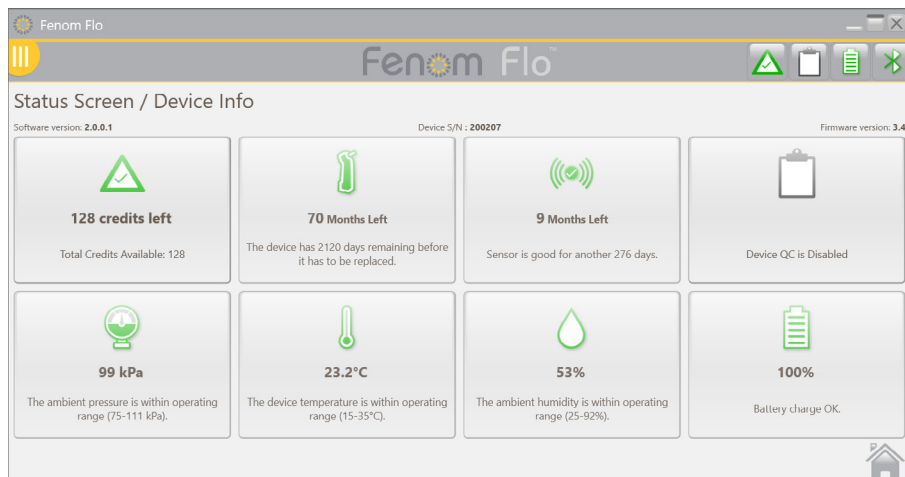 Fenom Flo
Fenom Flo™
Status Screen / Device Info
Software version: 2.0.0.1
Device S/N : 200207
Firmware version: 3.4
128 credits left
Total Credits Available: 128
70 Months Left
The device has 2120 days remaining before
it has to be replaced.
9 Months Left
Sensor is good for another 276 days.
Device QC is Disabled
99 kPa
The ambient pressure is within operating
range (75-111 kPa).
23.2°C
The device temperature is within operating
range (15-35°C).
53%
The ambient humidity is within operating
range (25-92%).
100%
Battery charge OK.